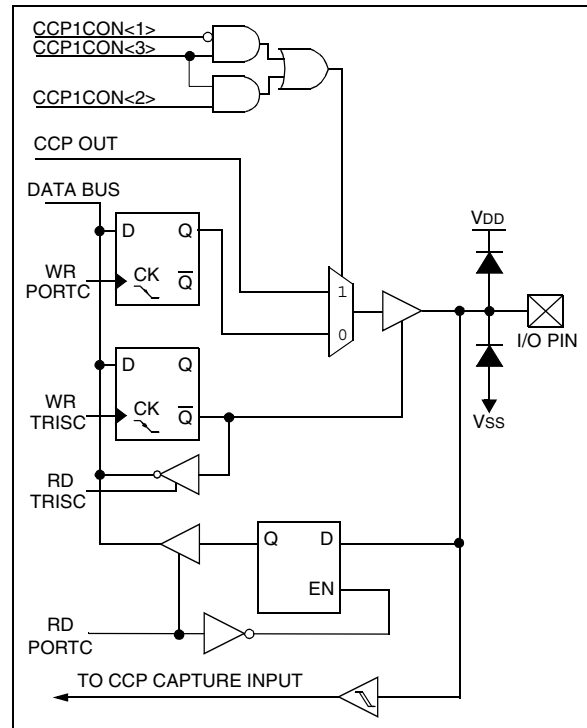 CCP1CON<1>
CCP1CON<3>
CCP1CON<2>
CCP OUT
DATA BUS
VDD
D Q
WR
PORTC
CK
Q
1
0
I/O PIN
VSS
D Q
WR
TRISC
CK
Q
RD
TRISC
Q D
EN
RD
PORTC
TO CCP CAPTURE INPUT